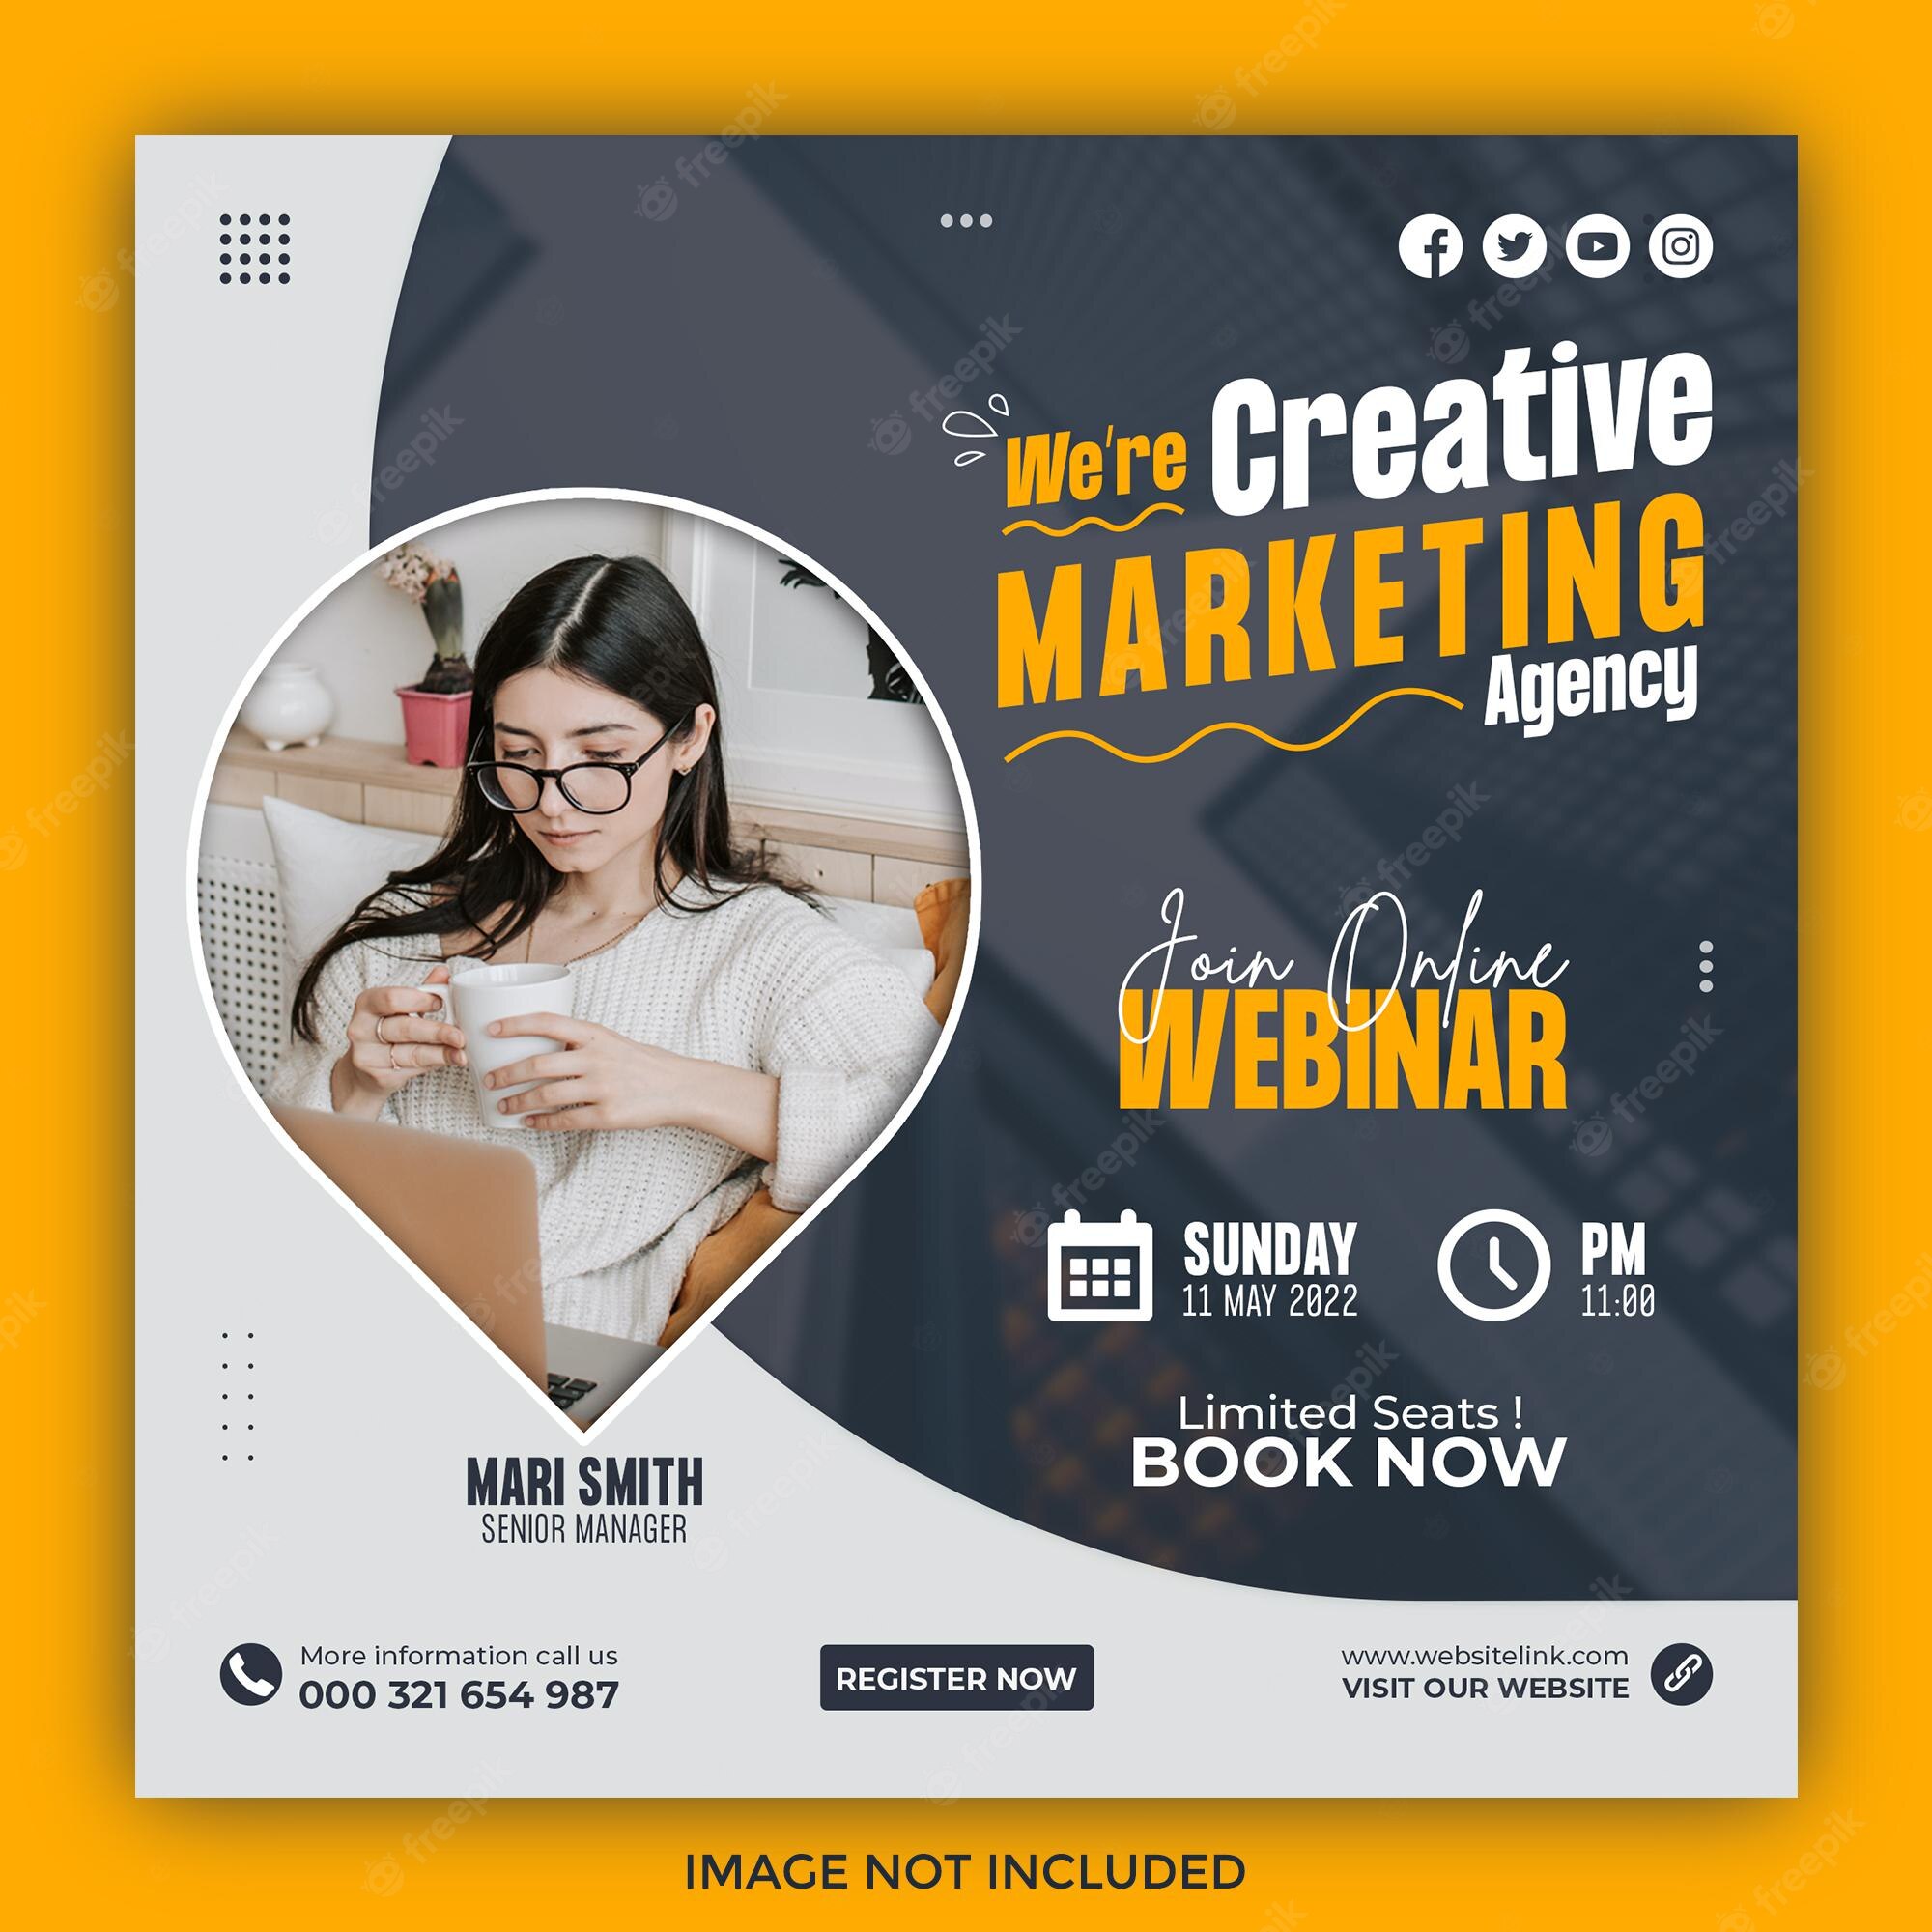 We're Creative
MARKETING
Agency
Join Online
WEBINAR
SUNDAY
11 MAY 2022
PM
11:00
Limited Seats !
BOOK NOW
MARI SMITH
SENIOR MANAGER
More information call us
000 321 654 987
REGISTER NOW
www.websitelink.com
VISIT OUR WEBSITE
IMAGE NOT INCLUDED
freepik